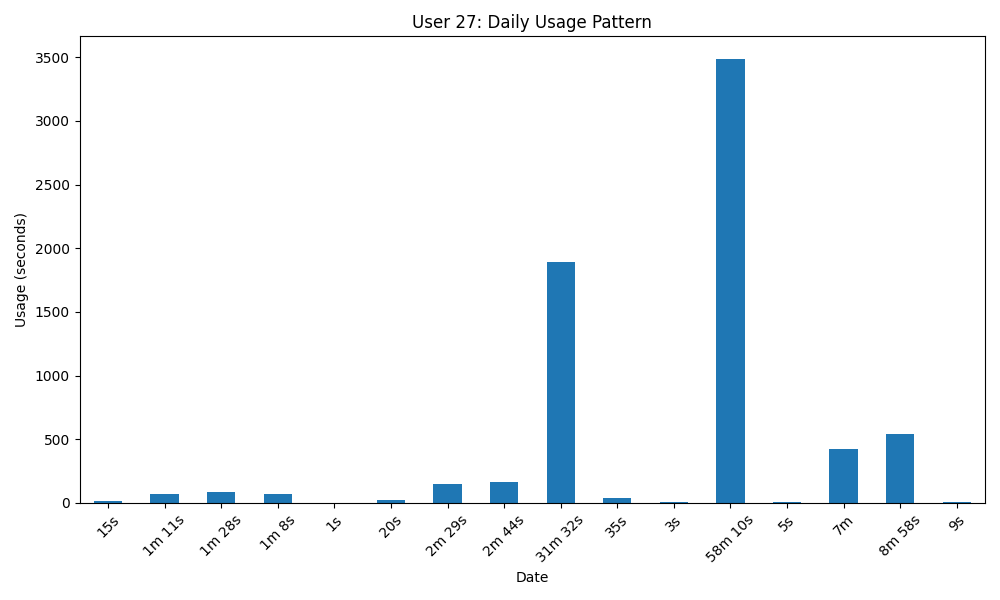 User 27: Daily Usage Pattern
Usage (seconds)
3500
3000
2500
2000
1500
1000
500
0
15s
1m 11s
1m 28s
1m 8s
1s
20s
2m 29s
2m 44s
31m 32s
35s
3s
58m 10s
5s
7m
8m 58s
9s
Date